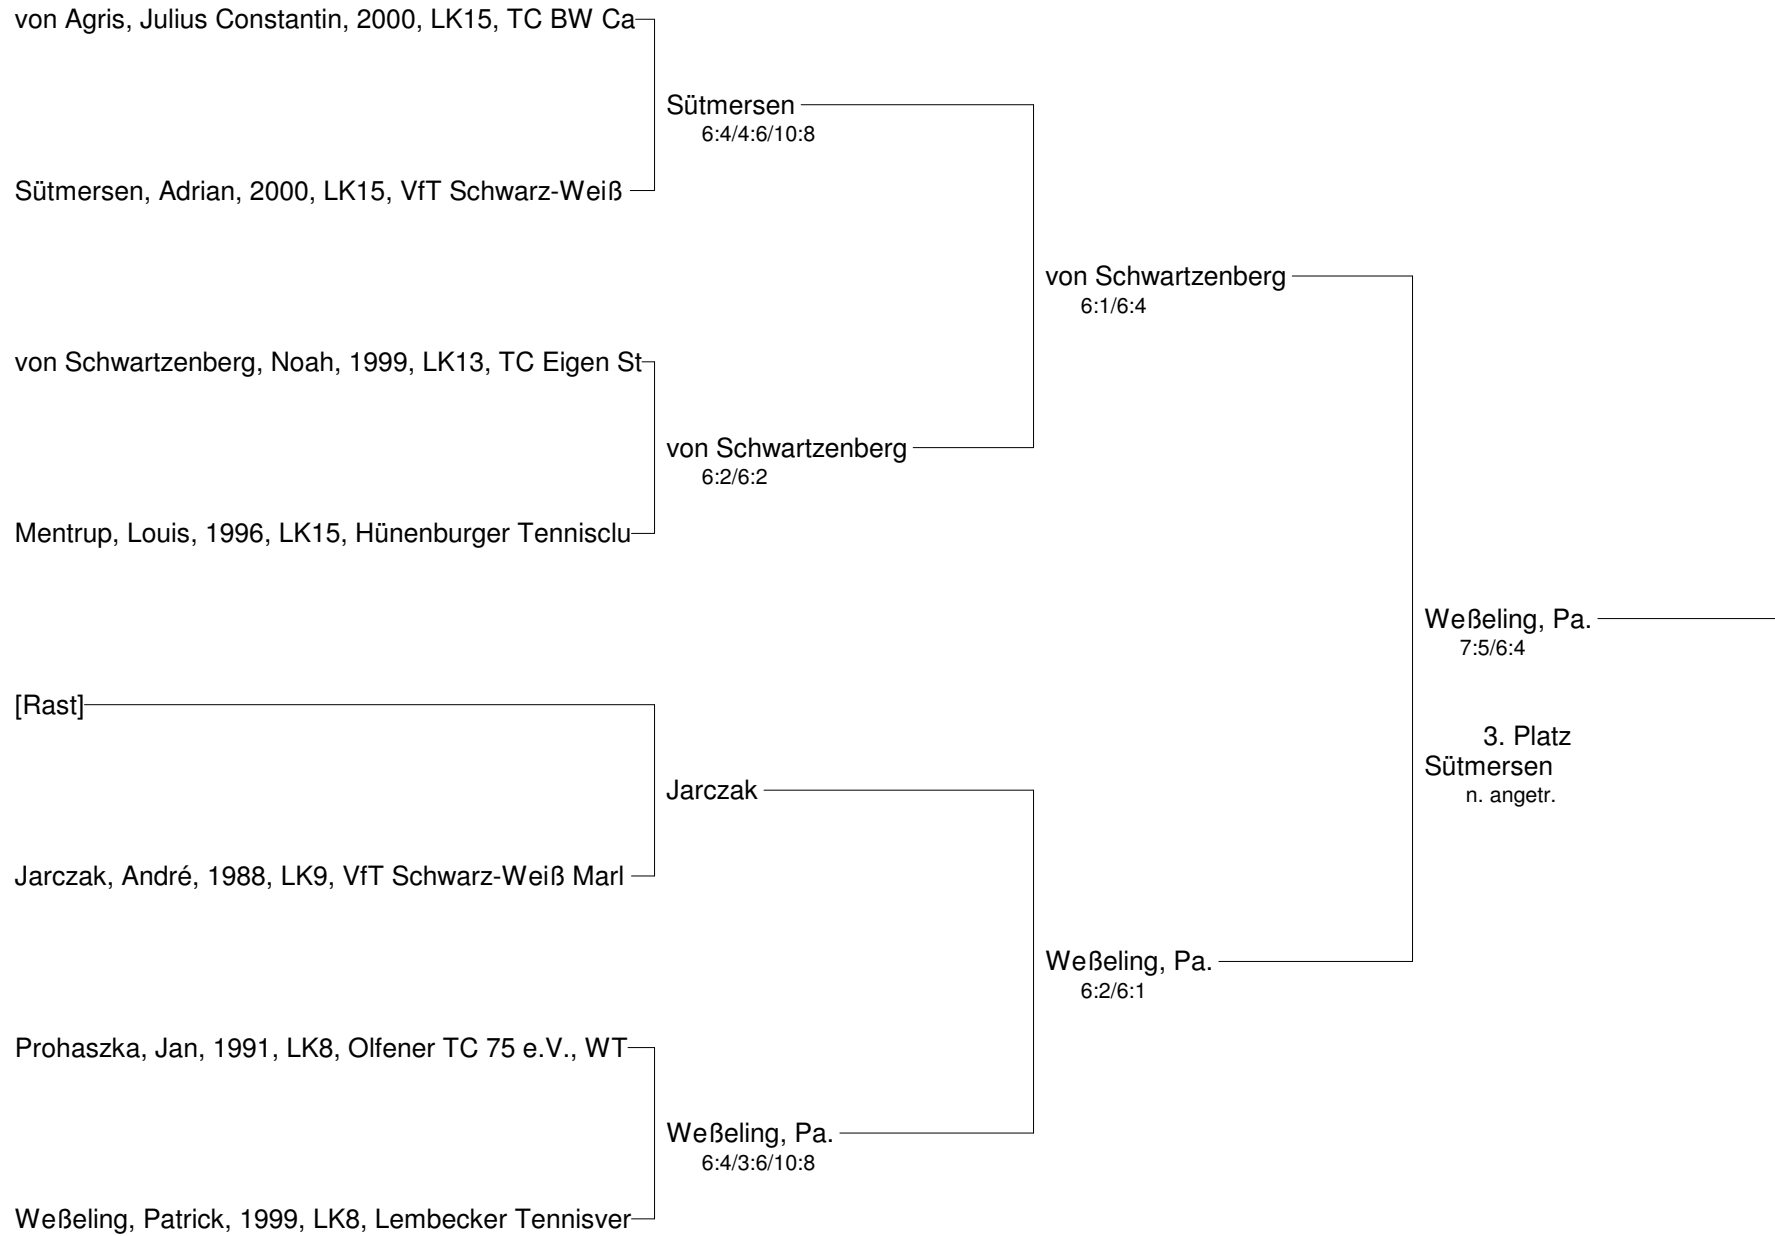 von Agris, Julius Constantin, 2000, LK15, TC BW Ca
Sütmersen
6:4/4:6/10:8
Sütmersen, Adrian, 2000, LK15, VfT Schwarz-Weiß
von Schwartzenberg
6:1/6:4
von Schwartzenberg, Noah, 1999, LK13, TC Eigen St
von Schwartzenberg
6:2/6:2
Mentrup, Louis, 1996, LK15, Hünenburger Tennisclu
Weßeling, Pa.
7:5/6:4
[Rast]
3. Platz
Sütmersen
n. angetr.
Jarczak
Jarczak, André, 1988, LK9, VfT Schwarz-Weiß Marl
Weßeling, Pa.
6:2/6:1
Prohaszka, Jan, 1991, LK8, Olfener TC 75 e.V., WT
Weßeling, Pa.
6:4/3:6/10:8
Weßeling, Patrick, 1999, LK8, Lembecker Tennisver